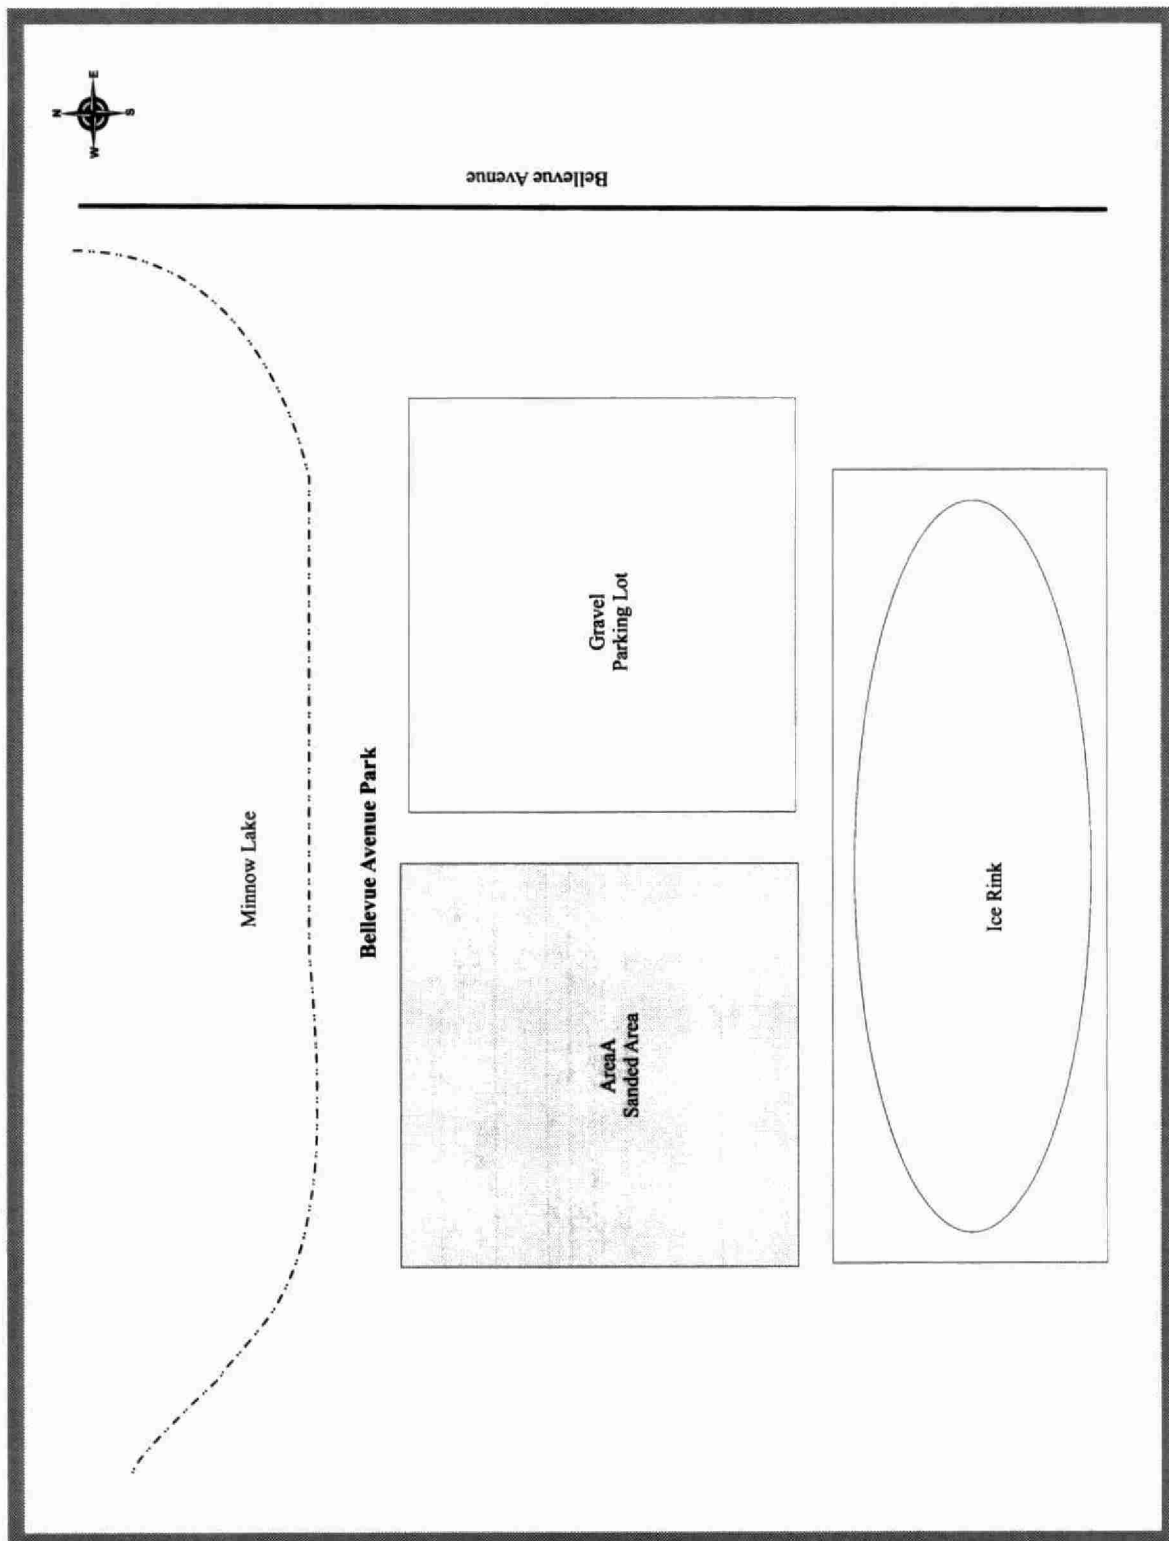 N
W
E
S
Minnow Lake
Bellevue Avenue Park
Bellevue Avenue
AreaA
Sanded Area
Gravel
Parking Lot
Ice Rink